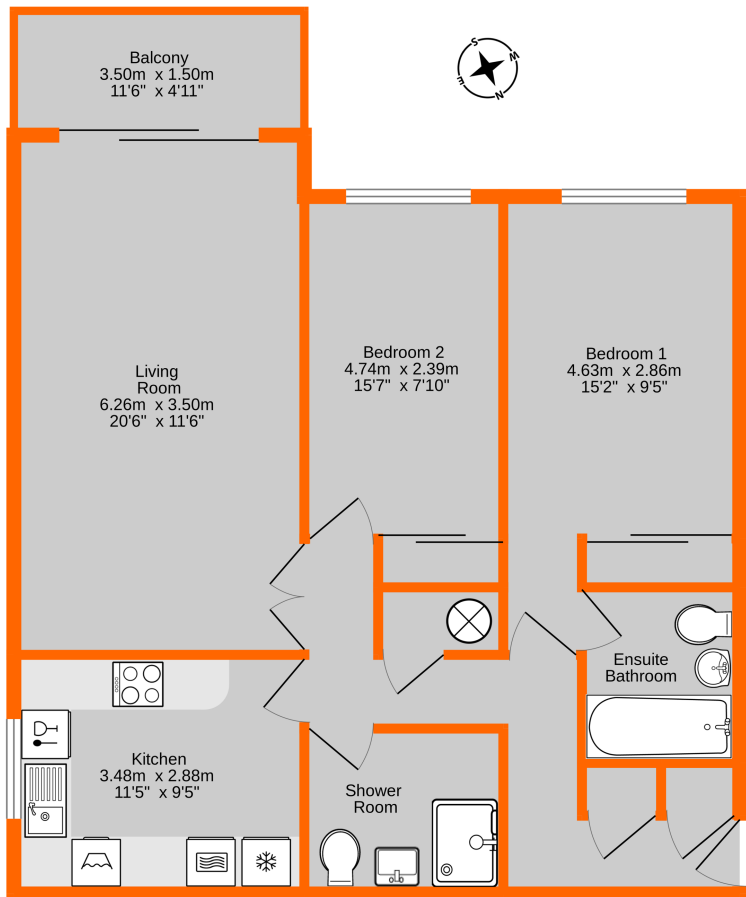 Balcony
3.50m x 1.50m
11'6" x 4'11"
S
W
E
N
Living
Room
6.26m x 3.50m
20'6" x 11'6"
Bedroom 2
4.74m x 2.39m
15'7" x 7'10"
Bedroom 1
4.63m x 2.86m
15'2" x 9'5"
Ensuite
Bathroom
Kitchen
3.48m x 2.88m
11'5" x 9'5"
Shower
Room